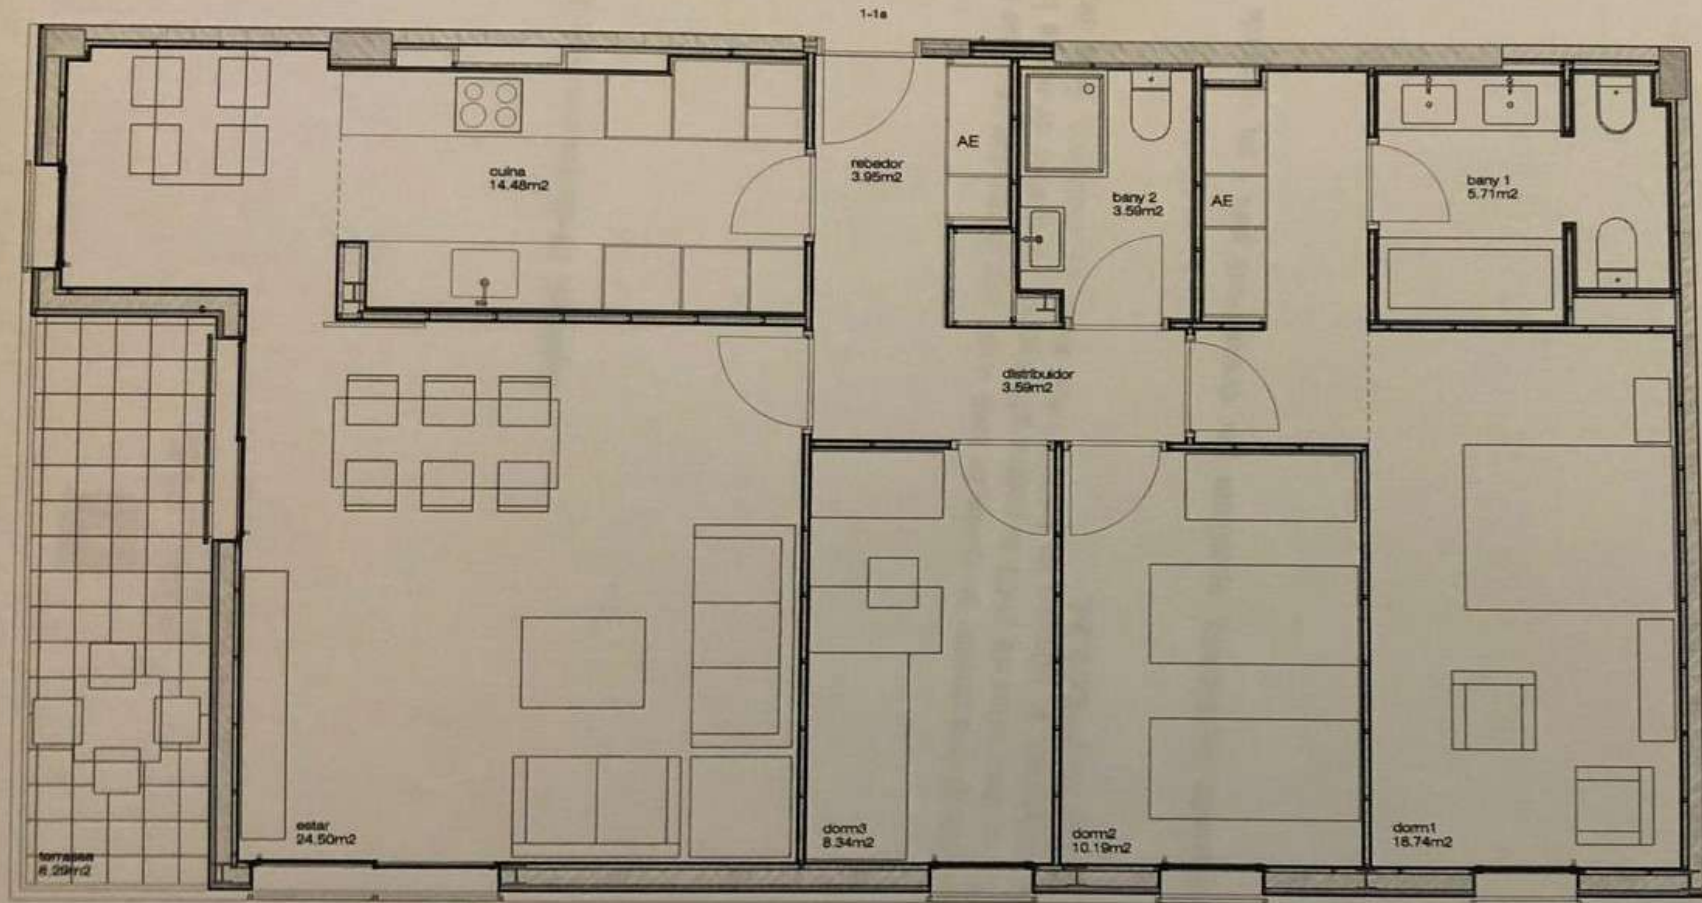 1-1a
cuina
14.48m2
rebedor
3.95m2
AE
bany 2
3.59m2
AE
bany 1
5.71m2
distribuidor
3.59m2
estar
24.50m2
dorm3
8.34m2
dorm2
10.19m2
dorm1
18.74m2
terrassa
8.29m2